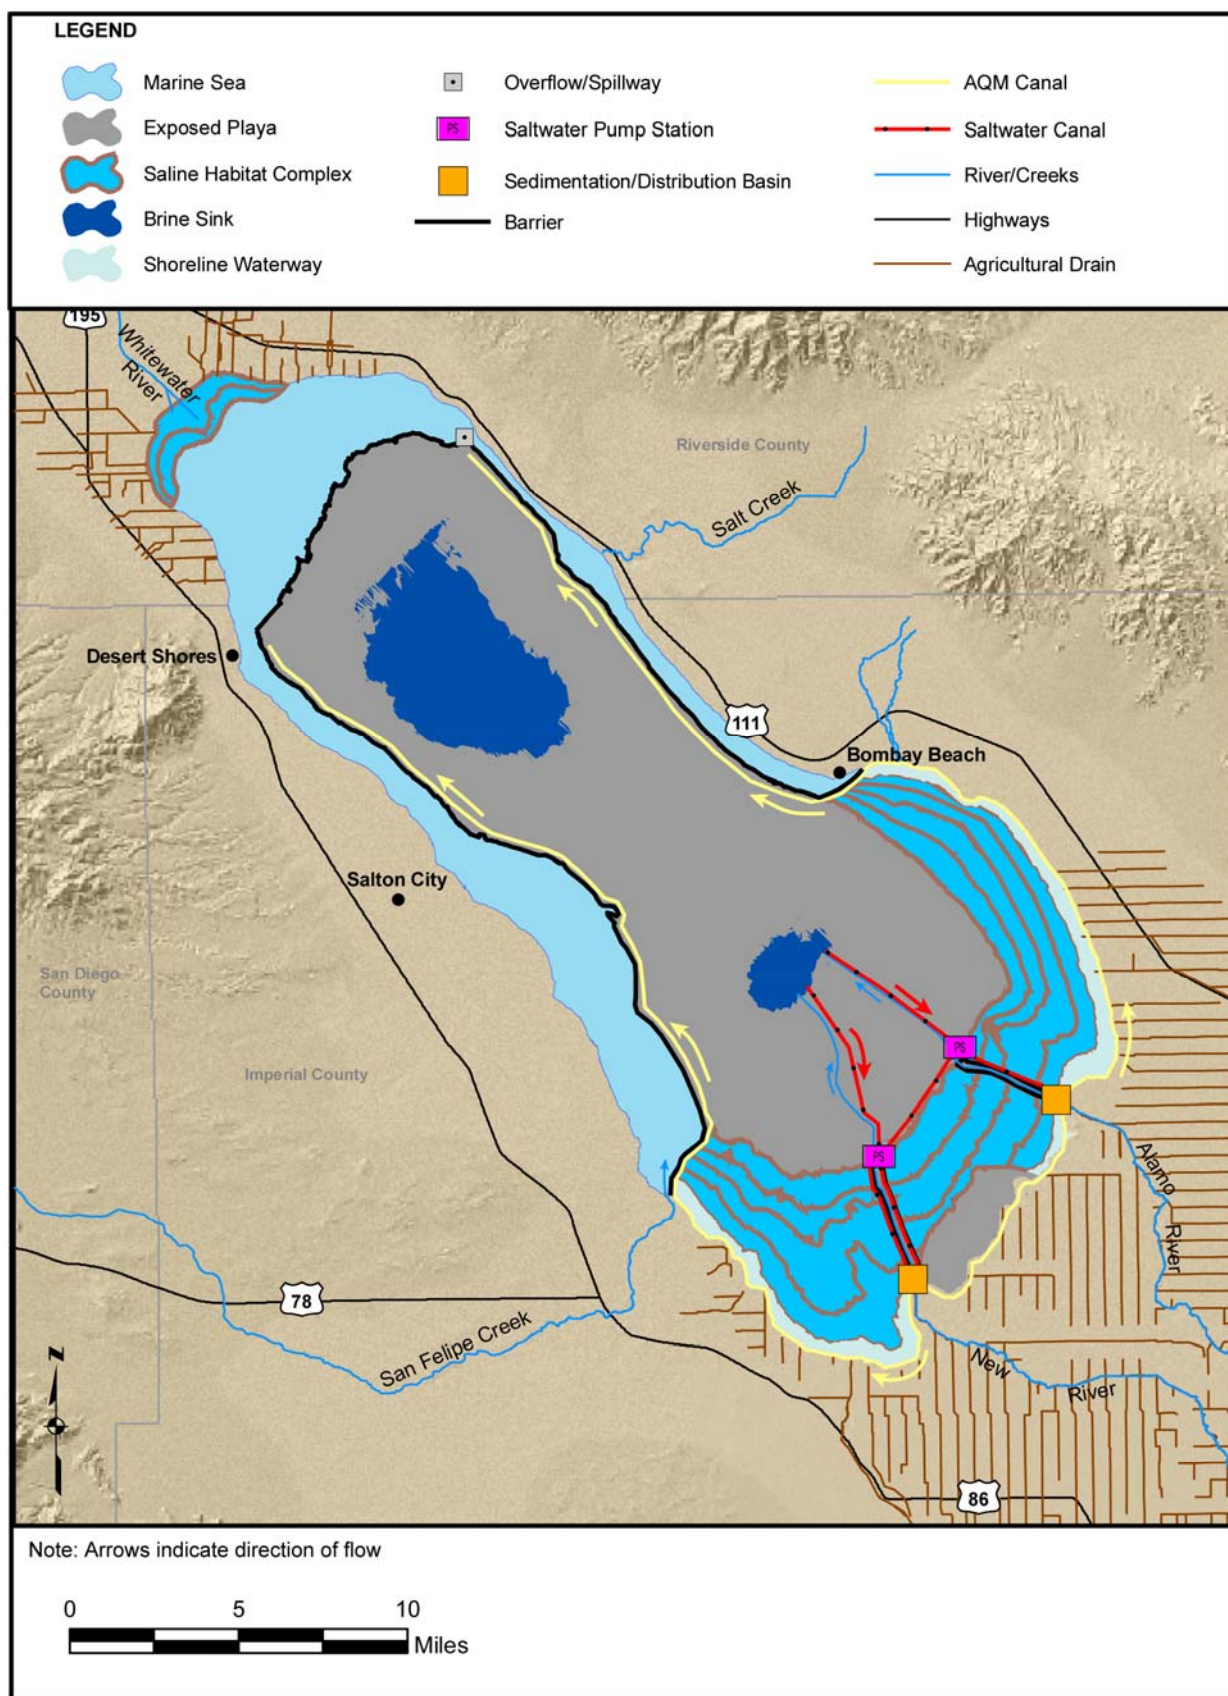 LEGEND
Marine Sea
Exposed Playa
Saline Habitat Complex
Brine Sink
Shoreline Waterway
Overflow/Spillway
PS
Saltwater Pump Station
Sedimentation/Distribution Basin
Barrier
AQM Canal
Saltwater Canal
River/Creeks
Highways
Agricultural Drain
195
Whitewater
River
Riverside County
Salt Creek
Desert Shores
111
Bombay Beach
Salton City
San Diego
County
Imperial County
PS
PS
Alamo
River
78
San Felipe Creek
New
River
N
86
Note: Arrows indicate direction of flow
0 5 10
Miles